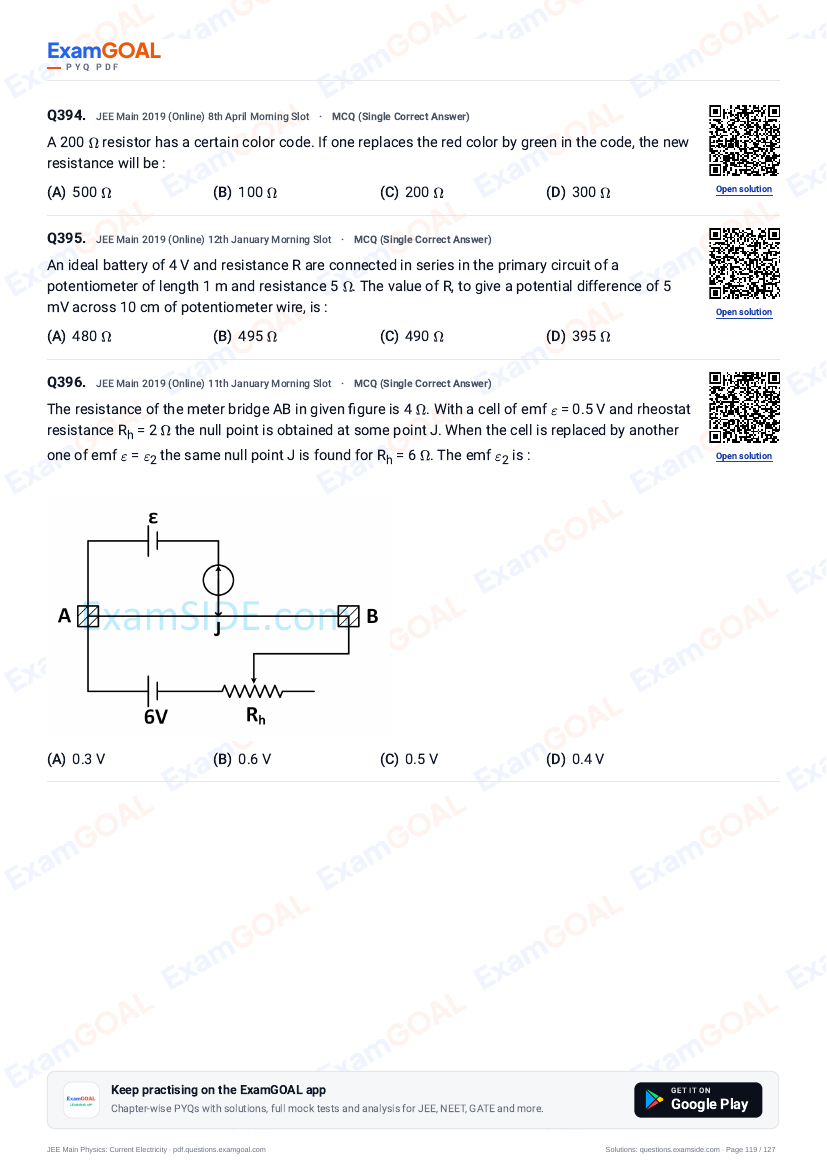 ExamGOAL
PYQ PDF
Q394. JEE Main 2019 (Online) 8th April Morning Slot · MCQ (Single Correct Answer)
A 200 Ω resistor has a certain color code. If one replaces the red color by green in the code, the new
resistance will be :
(A) 500 Ω (B) 100 Ω (C) 200 Ω (D) 300 Ω
Open solution
Q395. JEE Main 2019 (Online) 12th January Morning Slot · MCQ (Single Correct Answer)
An ideal battery of 4 V and resistance R are connected in series in the primary circuit of a
potentiometer of length 1 m and resistance 5 Ω. The value of R, to give a potential difference of 5
mV across 10 cm of potentiometer wire, is :
(A) 480 Ω (B) 495 Ω (C) 490 Ω (D) 395 Ω
Open solution
Q396. JEE Main 2019 (Online) 11th January Morning Slot · MCQ (Single Correct Answer)
The resistance of the meter bridge AB in given figure is 4 Ω. With a cell of emf ε = 0.5 V and rheostat
resistance Rh = 2 Ω the null point is obtained at some point J. When the cell is replaced by another
one of emf ε = ε2 the same null point J is found for Rh = 6 Ω. The emf ε2 is :
Open solution
ε
A ExamSIDE.com B
J
6V Rh
(A) 0.3 V (B) 0.6 V (C) 0.5 V (D) 0.4 V
Keep practising on the ExamGOAL app
Chapter-wise PYQs with solutions, full mock tests and analysis for JEE, NEET, GATE and more.
GET IT ON
Google Play
JEE Main Physics: Current Electricity · pdf.questions.examgoal.com
Solutions: questions.examside.com · Page 119 / 127